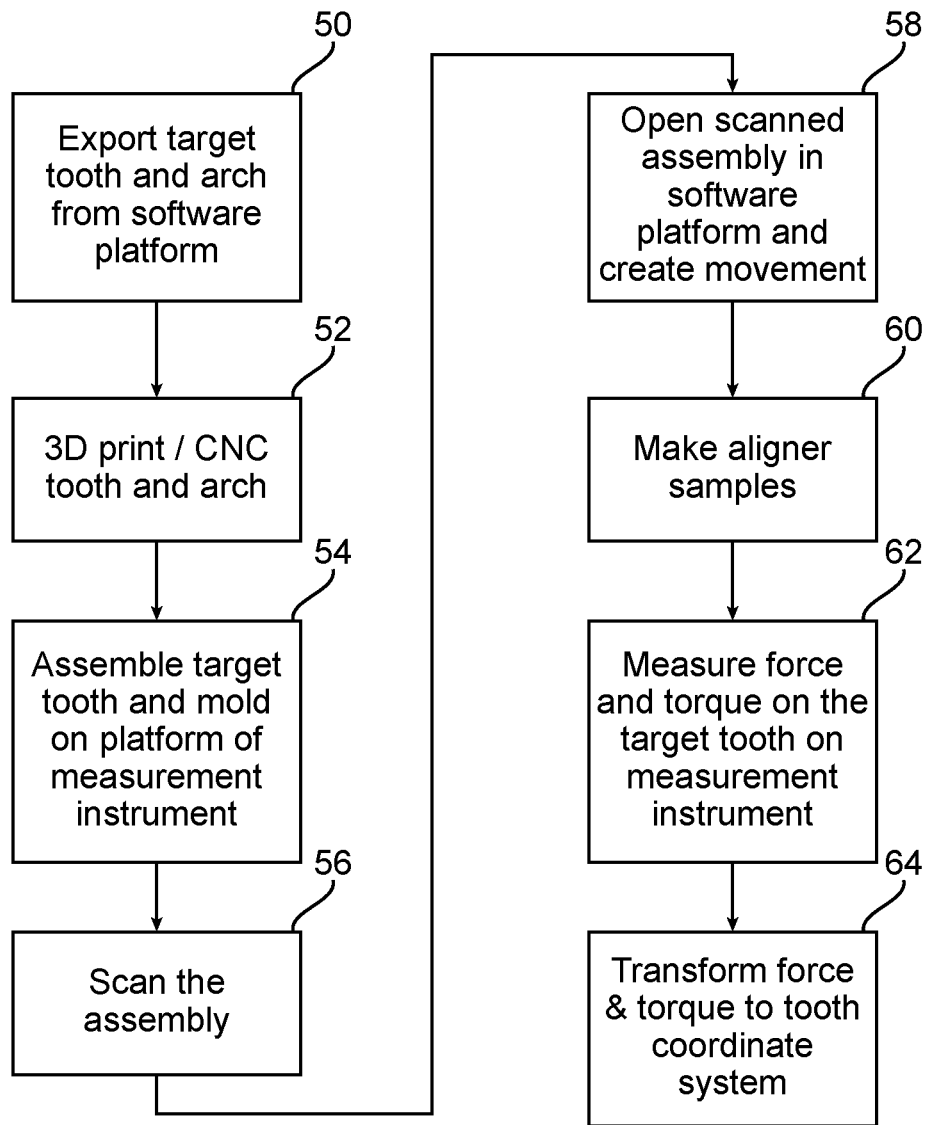 50
Export target
tooth and arch
from software
platform
52
3D print / CNC
tooth and arch
54
Assemble target
tooth and mold
on platform of
measurement
instrument
56
Scan the
assembly
58
Open scanned
assembly in
software
platform and
create movement
60
Make aligner
samples
62
Measure force
and torque on the
target tooth on
measurement
instrument
64
Transform force
& torque to tooth
coordinate
system